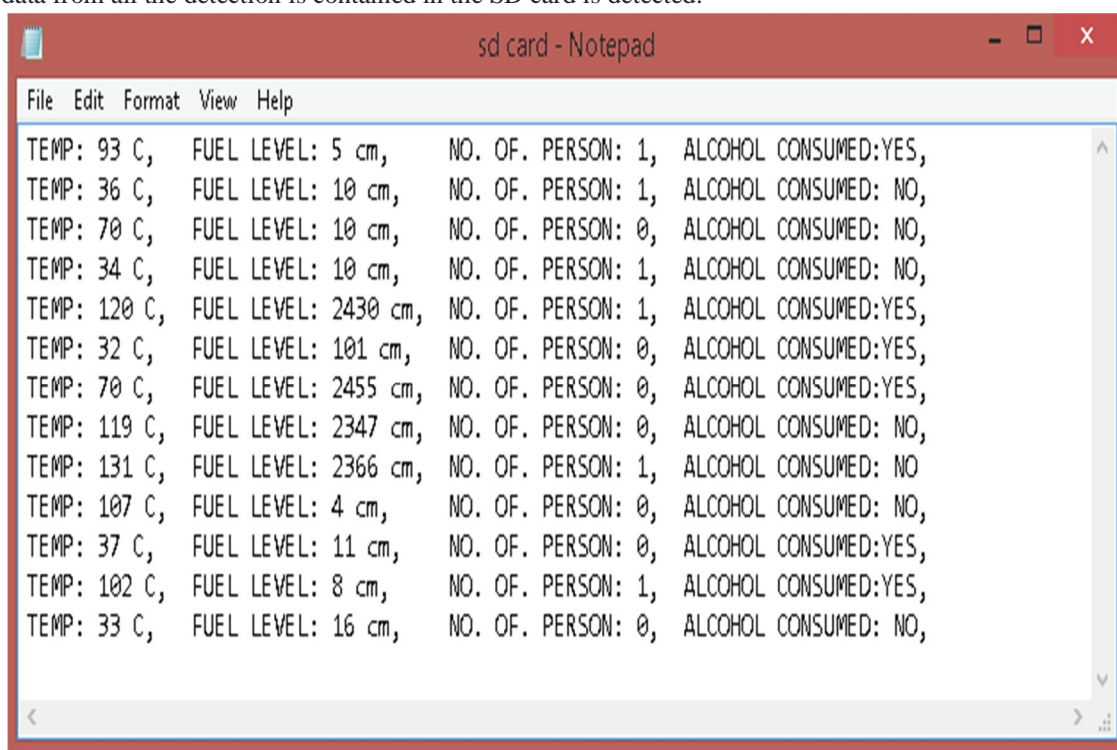 data from all the detection is contained in the SD card is detected.
sd card - Notepad
File Edit Format View Help
TEMP: 93 C, FUEL LEVEL: 5 cm, NO. OF. PERSON: 1, ALCOHOL CONSUMED:YES,
TEMP: 36 C, FUEL LEVEL: 10 cm, NO. OF. PERSON: 1, ALCOHOL CONSUMED: NO,
TEMP: 70 C, FUEL LEVEL: 10 cm, NO. OF. PERSON: 0, ALCOHOL CONSUMED: NO,
TEMP: 34 C, FUEL LEVEL: 10 cm, NO. OF. PERSON: 1, ALCOHOL CONSUMED: NO,
TEMP: 120 C, FUEL LEVEL: 2430 cm, NO. OF. PERSON: 1, ALCOHOL CONSUMED:YES,
TEMP: 32 C, FUEL LEVEL: 101 cm, NO. OF. PERSON: 0, ALCOHOL CONSUMED:YES,
TEMP: 70 C, FUEL LEVEL: 2455 cm, NO. OF. PERSON: 0, ALCOHOL CONSUMED:YES,
TEMP: 119 C, FUEL LEVEL: 2347 cm, NO. OF. PERSON: 0, ALCOHOL CONSUMED: NO,
TEMP: 131 C, FUEL LEVEL: 2366 cm, NO. OF. PERSON: 1, ALCOHOL CONSUMED: NO
TEMP: 107 C, FUEL LEVEL: 4 cm, NO. OF. PERSON: 0, ALCOHOL CONSUMED: NO,
TEMP: 37 C, FUEL LEVEL: 11 cm, NO. OF. PERSON: 0, ALCOHOL CONSUMED:YES,
TEMP: 102 C, FUEL LEVEL: 8 cm, NO. OF. PERSON: 1, ALCOHOL CONSUMED:YES,
TEMP: 33 C, FUEL LEVEL: 16 cm, NO. OF. PERSON: 0, ALCOHOL CONSUMED: NO,